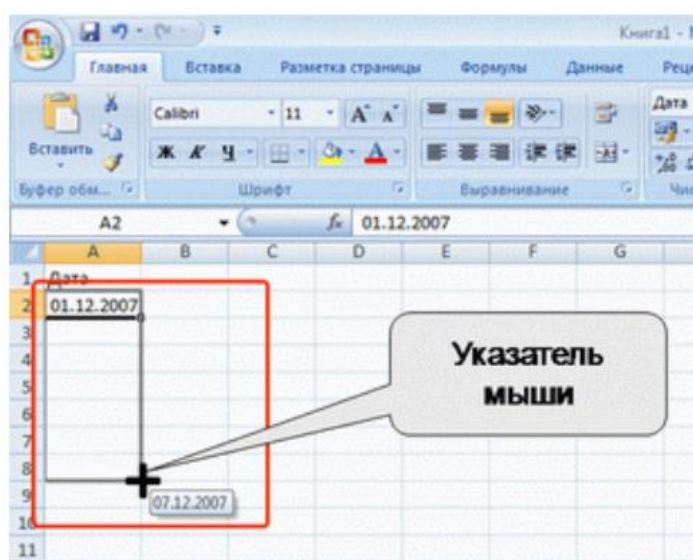 Книга1 -
Главная Вставка Разметка страницы Формулы Данные Реце
Calibri 11 A A Дата
Вставить Ж К Ч А
Буфер обм... Шрифт Выравнивание Чис
A2 fx 01.12.2007
A B C D E F G
1 Дата
2 01.12.2007
3
4
5
6
7
8
9
10
11
Указатель
мыши
07.12.2007